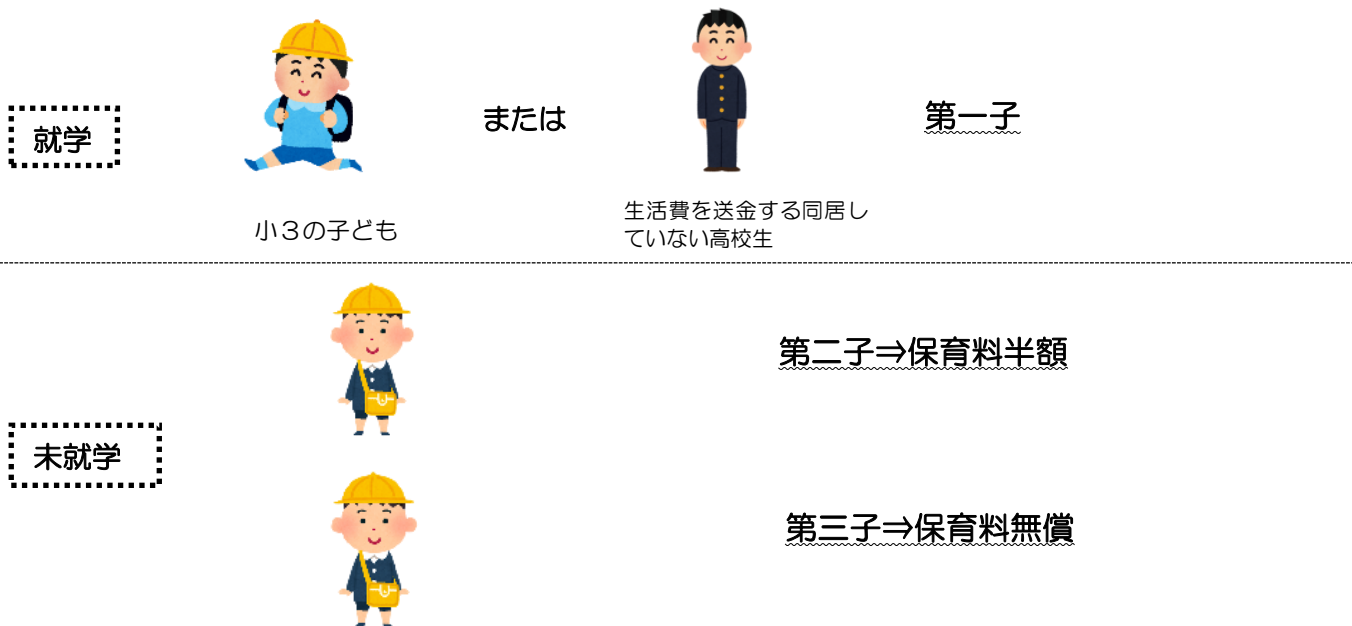 就学
または
第一子
小３の子ども
生活費を送金する同居し
ていない高校生
第二子⇒保育料半額
未就学
第三子⇒保育料無償